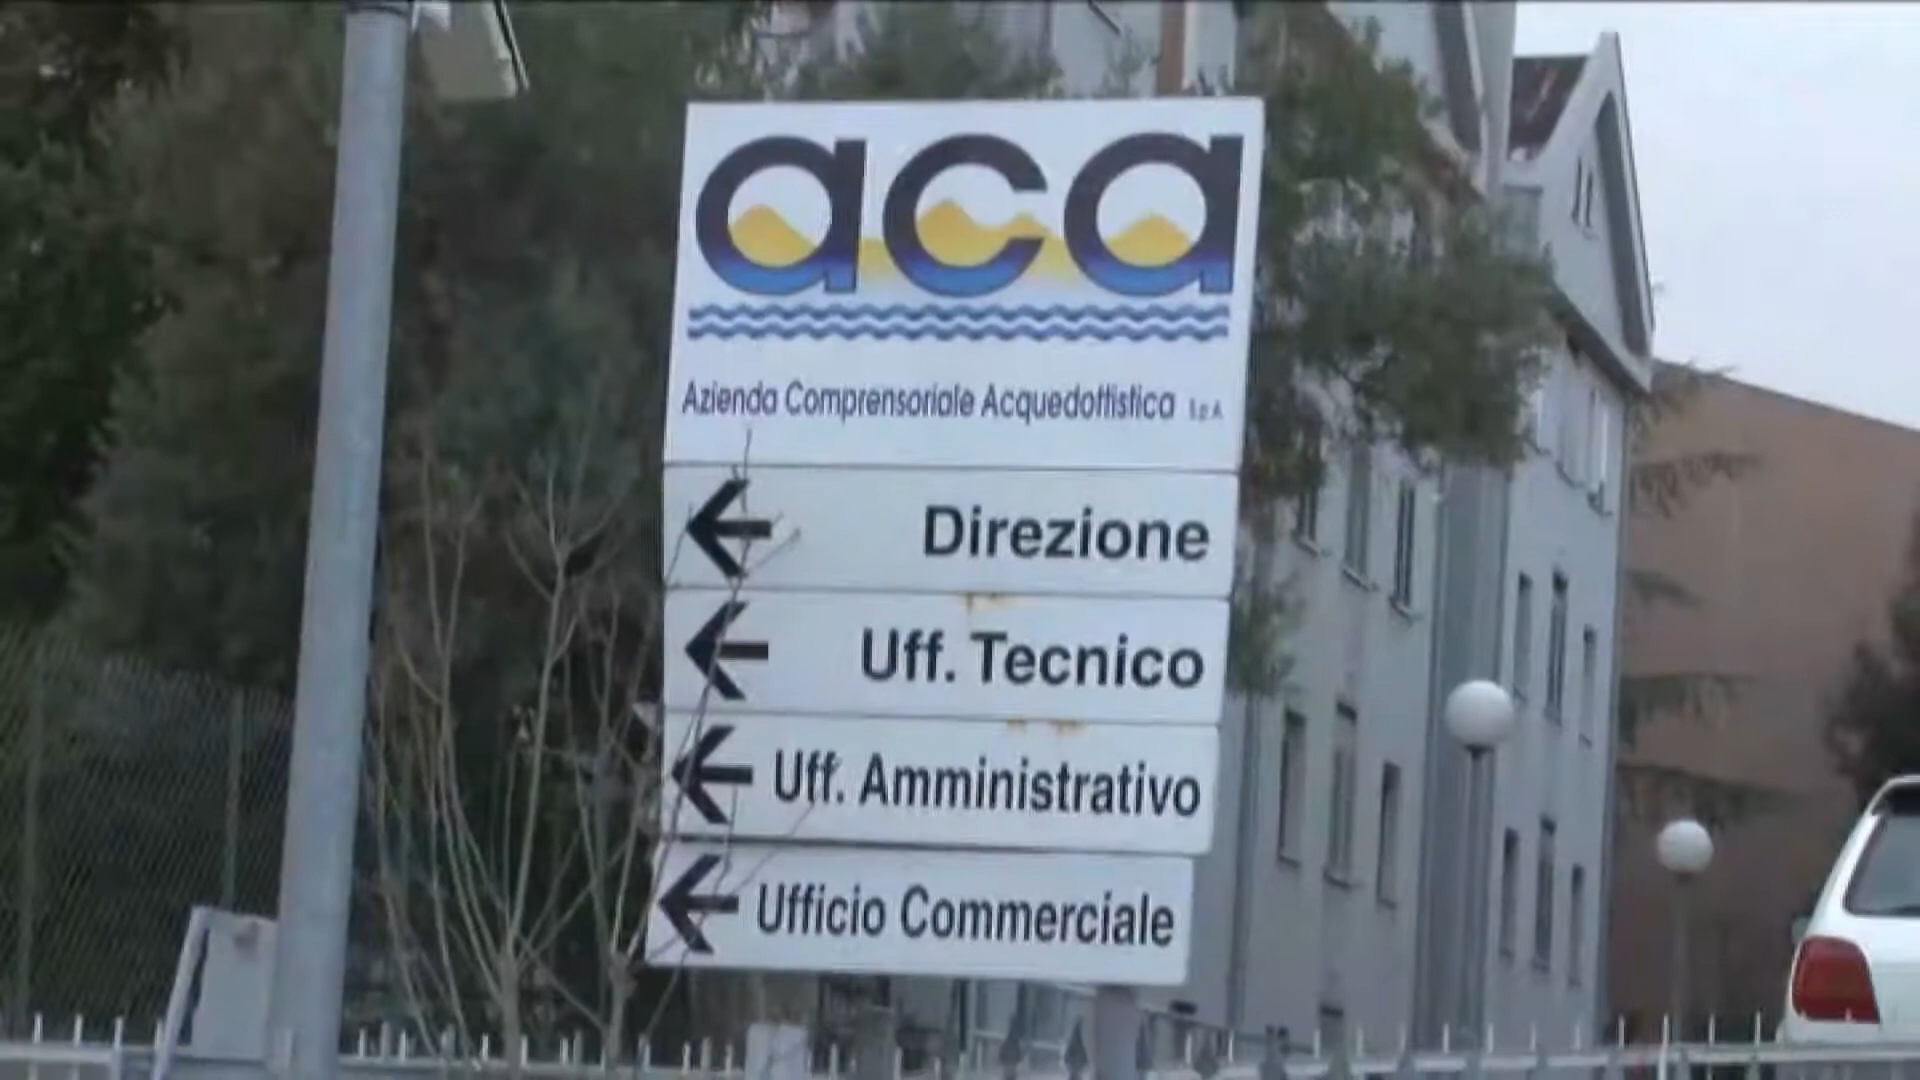 aca
Azienda Comprensoriale Acquedottistica S.p.A.
Direzione
Uff. Tecnico
Uff. Amministrativo
Ufficio Commerciale